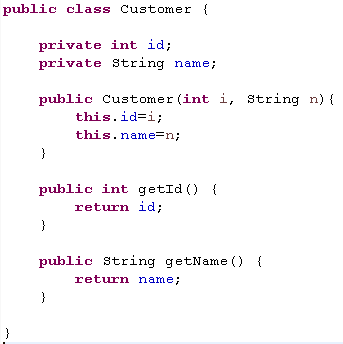 public class Customer {
private int id;
private String name;
public Customer(int i, String n){
this.id=i;
this.name=n;
}
public int getId() {
return id;
}
public String getName() {
return name;
}
}